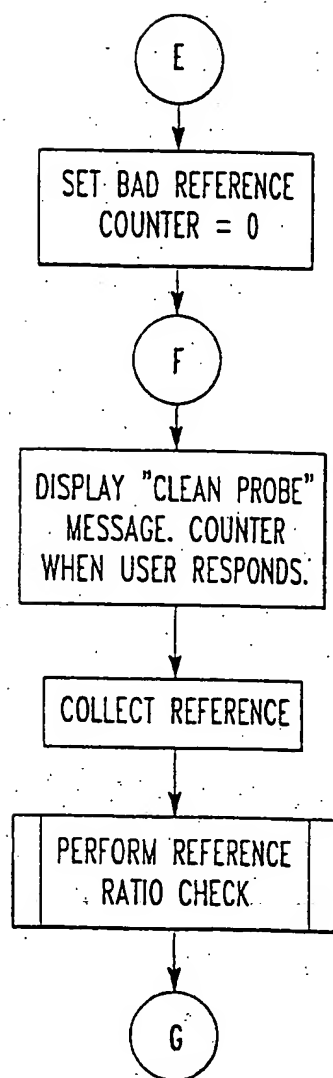 E
SET BAD REFERENCE
COUNTER = 0
F
DISPLAY "CLEAN PROBE"
MESSAGE. COUNTER
WHEN USER RESPONDS.
COLLECT REFERENCE
PERFORM REFERENCE
RATIO CHECK
G